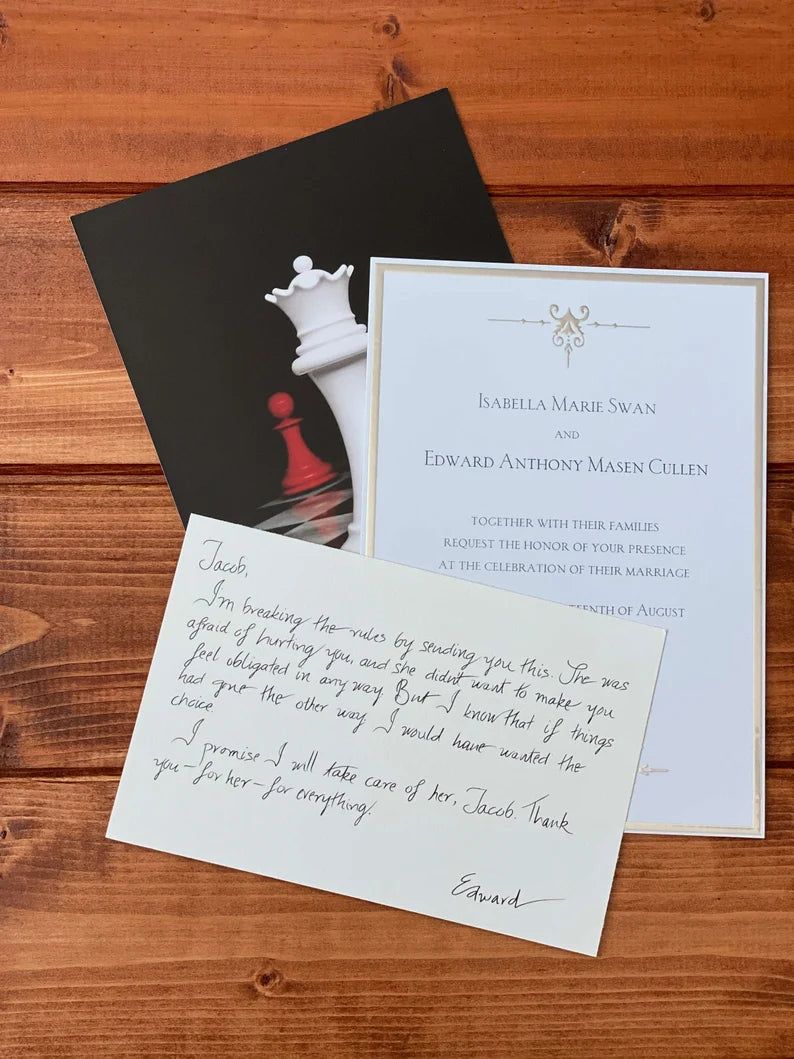 Isabella Marie Swan
and
Edward Anthony Masen Cullen
together with their families
request the honor of your presence
at the celebration of their marriage
teenth of August
Jacob,
I'm breaking the rules by sending you this. She was
afraid of hurting you, and she didn't want to make you
feel obligated in any way. But I know that if things
had gone the other way I would have wanted the
choice.
I promise I will take care of her, Jacob. Thank
you—for her—for everything.
Edward